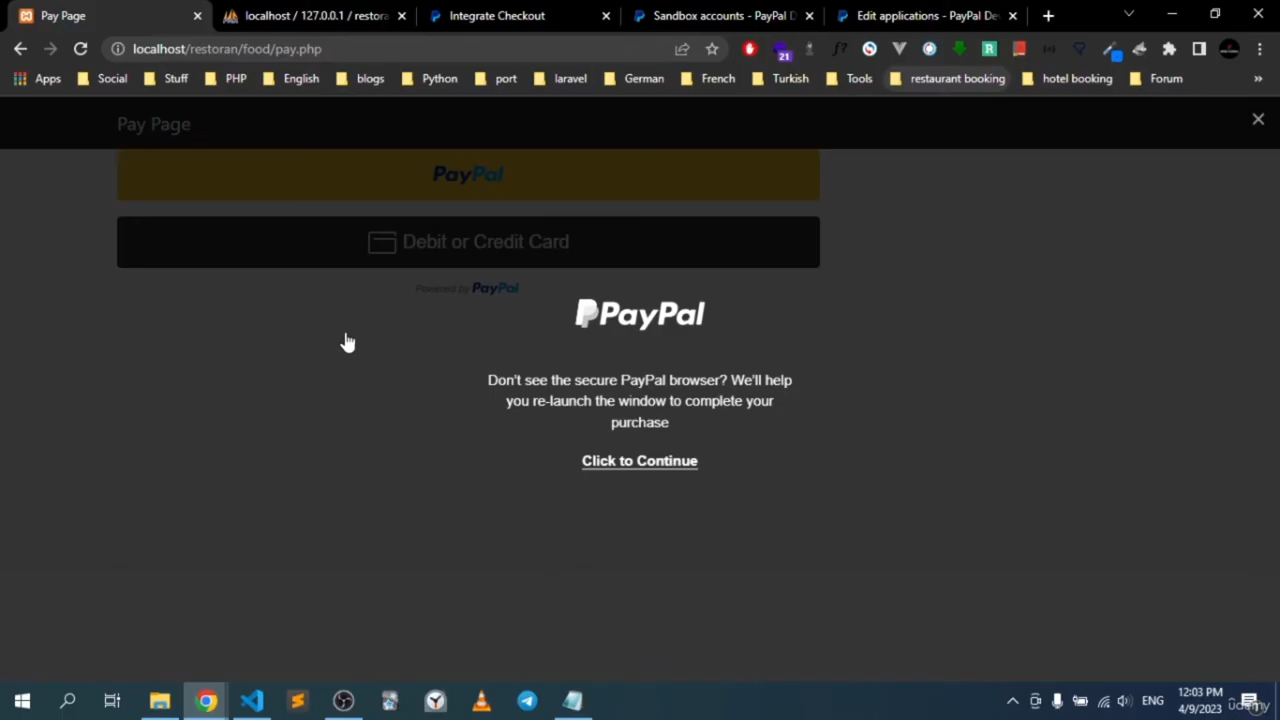 Pay Page
localhost / 127.0.0.1 / restora
Integrate Checkout
Sandbox accounts - PayPal D
Edit applications - PayPal Dev
localhost/restoran/food/pay.php
21
Apps
Social
Stuff
PHP
English
blogs
Python
port
laravel
German
French
Turkish
Tools
restaurant booking
hotel booking
Forum
Pay Page
PayPal
Debit or Credit Card
Powered by PayPal
PayPal
Don't see the secure PayPal browser? We'll help
you re-launch the window to complete your
purchase
Click to Continue
ENG
12:03 PM
4/9/2023
udemy